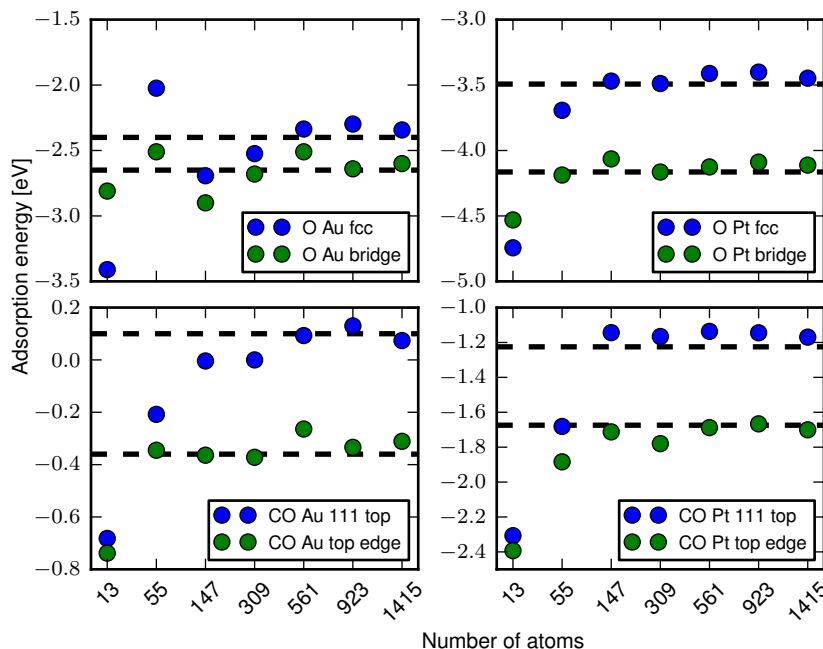 Adsorption energy [eV]
−1.5
−2.0
−2.5
−3.0
−3.5
O Au fcc
O Au bridge
−3.0
−3.5
−4.0
−4.5
−5.0
O Pt fcc
O Pt bridge
0.2
0.0
−0.2
−0.4
−0.6
−0.8
CO Au 111 top
CO Au top edge
13 55 147 309 561 923 1415
−1.0
−1.2
−1.4
−1.6
−1.8
−2.0
−2.2
−2.4
CO Pt 111 top
CO Pt top edge
13 55 147 309 561 923 1415
Number of atoms